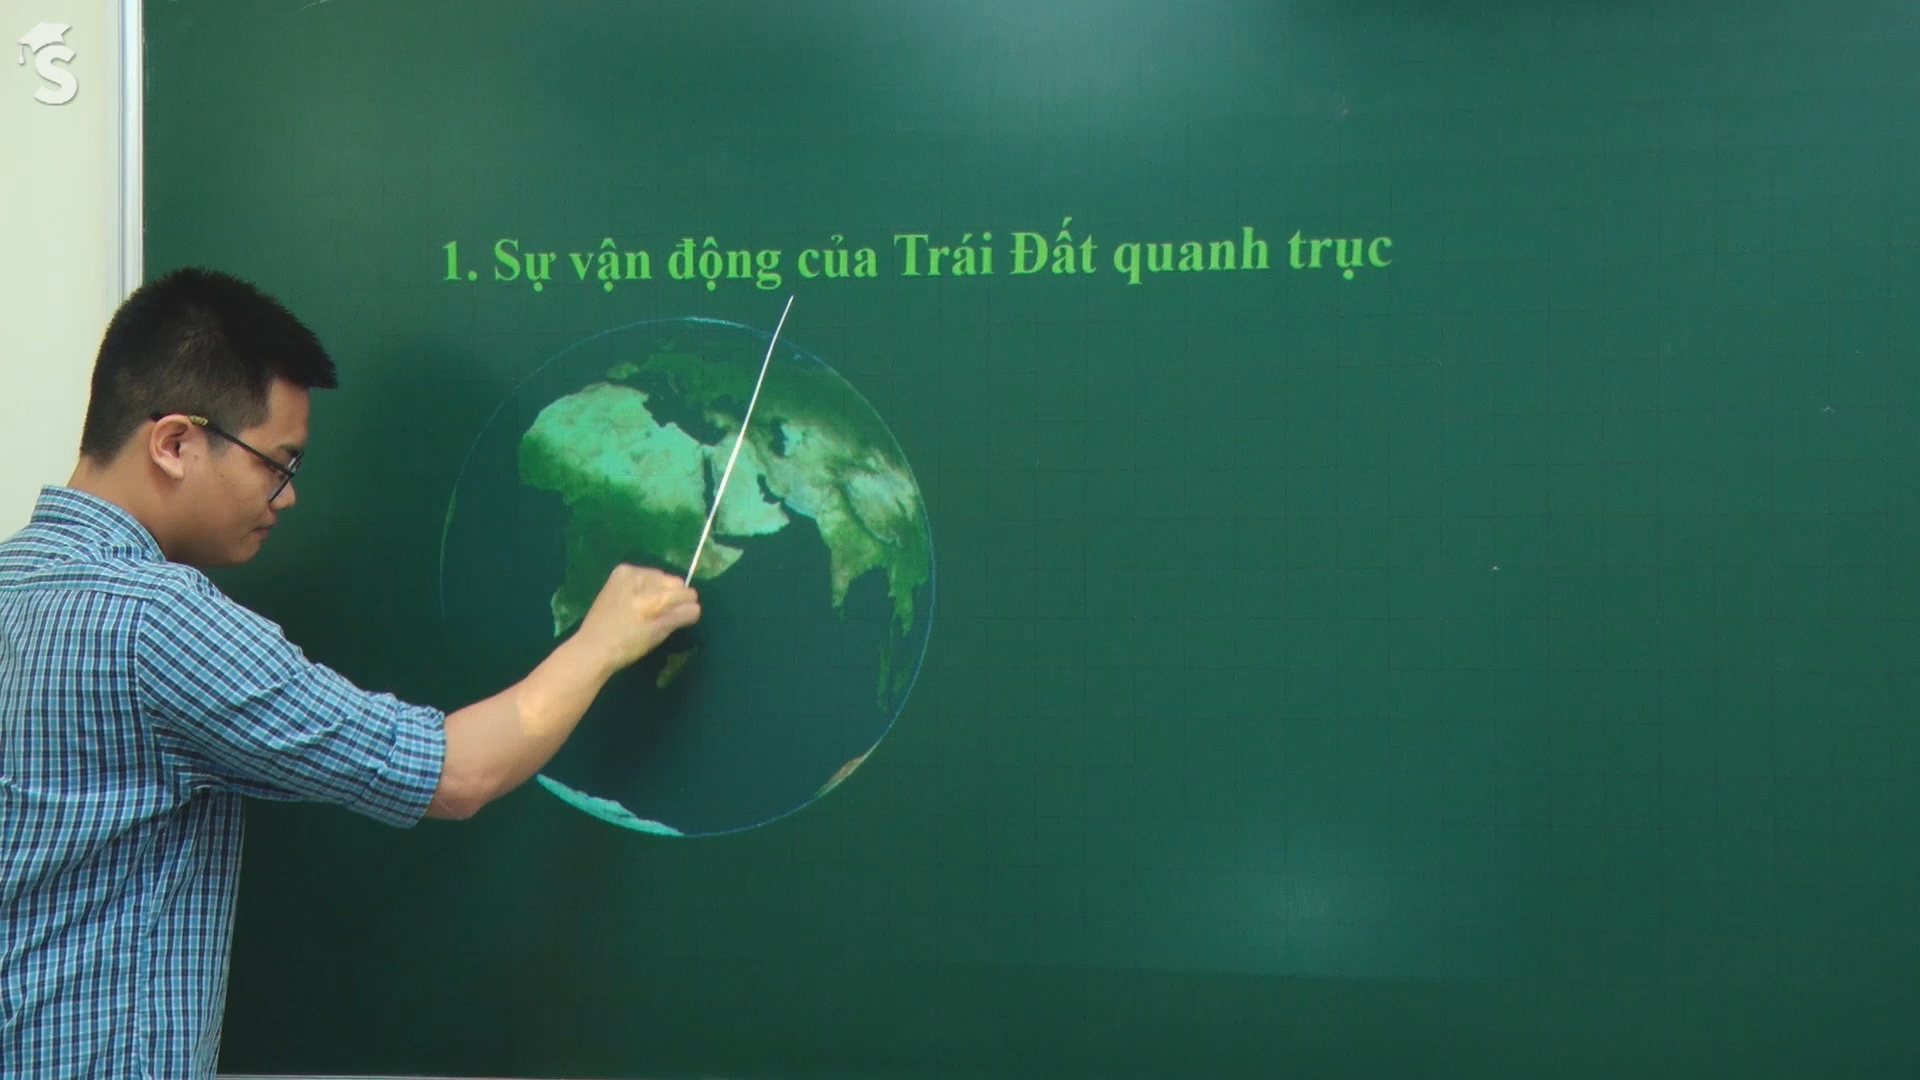 S
1. Sự vận động của Trái Đất quanh trục